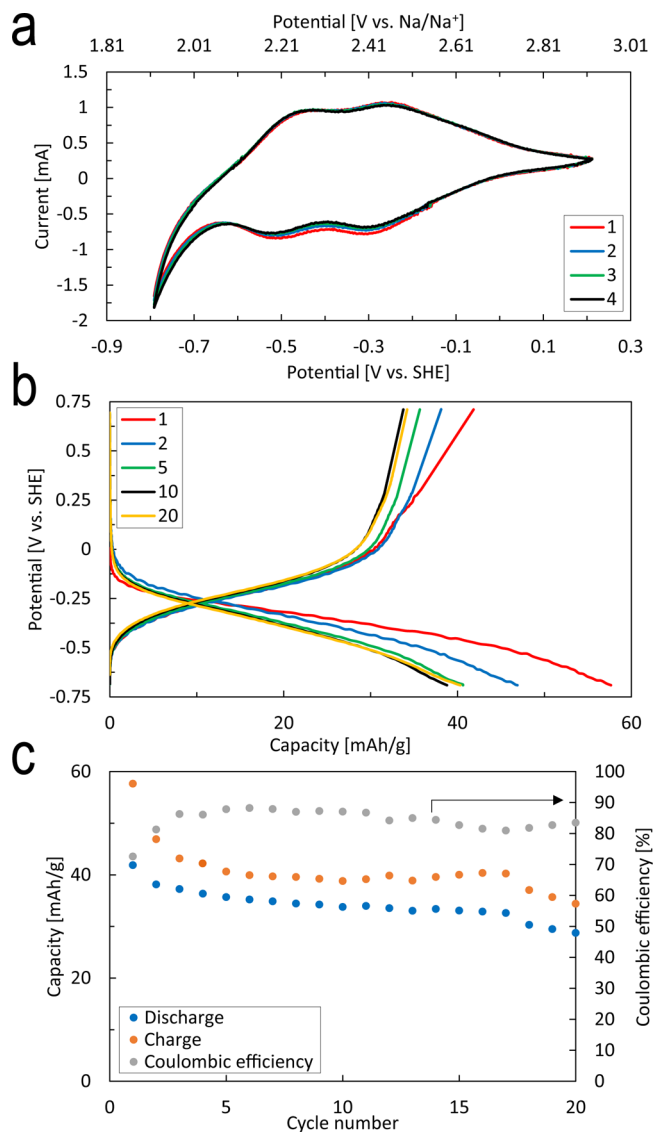 a
Potential [V vs. Na/Na⁺]
1.81 2.01 2.21 2.41 2.61 2.81 3.01
1.5
1
0.5
0
-0.5
-1
-1.5
-2
Current [mA]
1
2
3
4
-0.9 -0.7 -0.5 -0.3 -0.1 0.1 0.3
Potential [V vs. SHE]
b
0.75
0.25
0
-0.25
-0.5
-0.75
Potential [V vs. SHE]
1
2
5
10
20
0 20 40 60
Capacity [mAh/g]
c
60
40
20
0
Capacity [mAh/g]
100
90
80
70
60
50
40
30
20
10
0
Coulombic efficiency [%]
Discharge
Charge
Coulombic efficiency
0 5 10 15 20
Cycle number